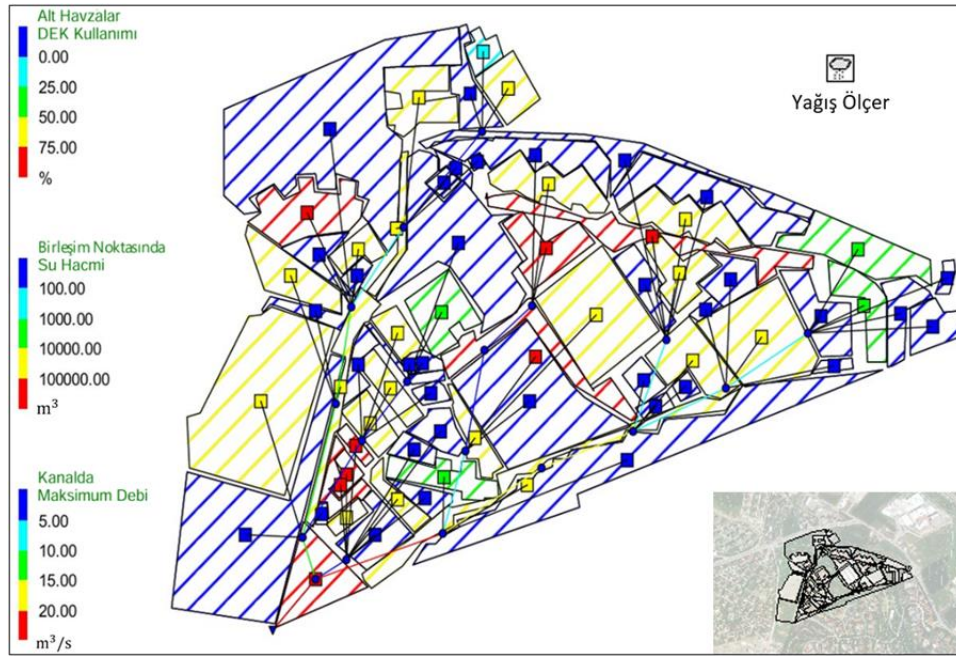 Alt Havzalar
DEK Kullanımı
0.00
25.00
50.00
75.00
%
Birleşim Noktasında
Su Hacmi
100.00
1000.00
10000.00
100000.00
m³
Kanalda
Maksimum Debi
5.00
10.00
15.00
20.00
m³/s
Yağış Ölçer